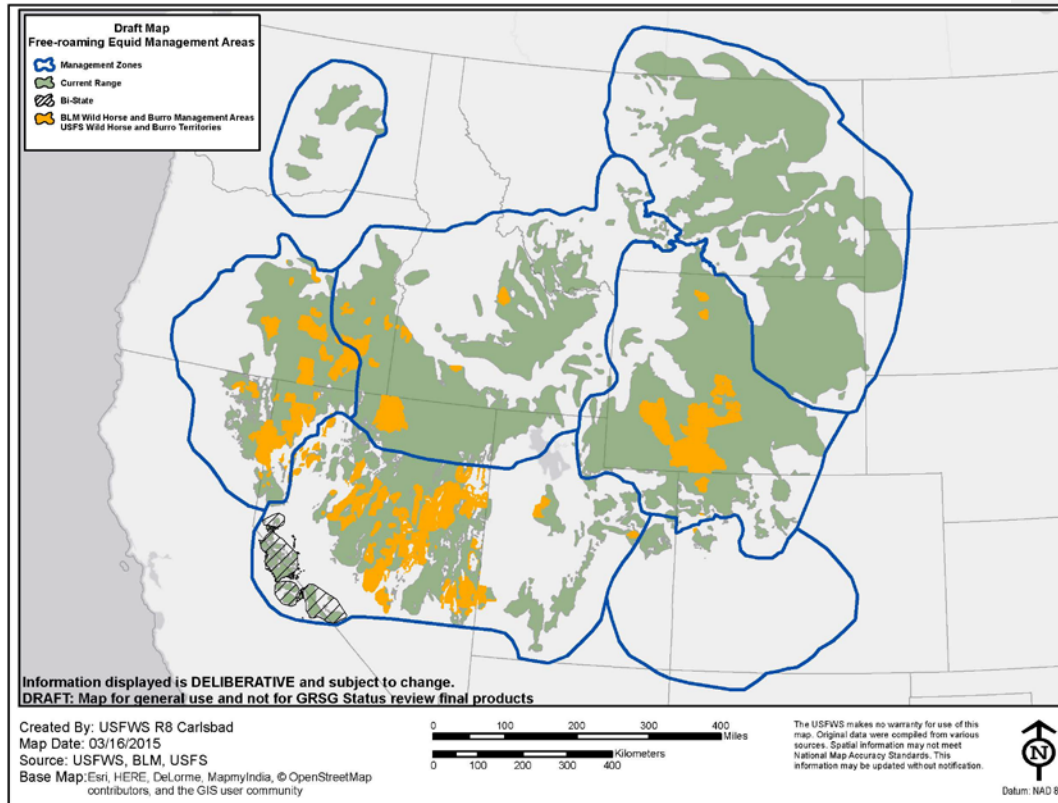 Draft Map
Free-roaming Equid Management Areas
Management Zones
Current Range
Bi-State
BLM Wild Horse and Burro Management Areas
USFS Wild Horse and Burro Territories
Information displayed is DELIBERATIVE and subject to change.
DRAFT: Map for general use and not for GRSG Status review final products
Created By: USFWS R8 Carlsbad
Map Date: 03/16/2015
Source: USFWS, BLM, USFS
Base Map: Esri, HERE, DeLorme, MapmyIndia, © OpenStreetMap
contributors, and the GIS user community
0 100 200 300 400
Miles
Kilometers
0 100 200 300 400
The USFWS makes no warranty for use of this
map. Original data were compiled from various
sources. Spatial information may not meet
National Map Accuracy Standards. This
information may be updated without notification.
N
Datum: NAD 8